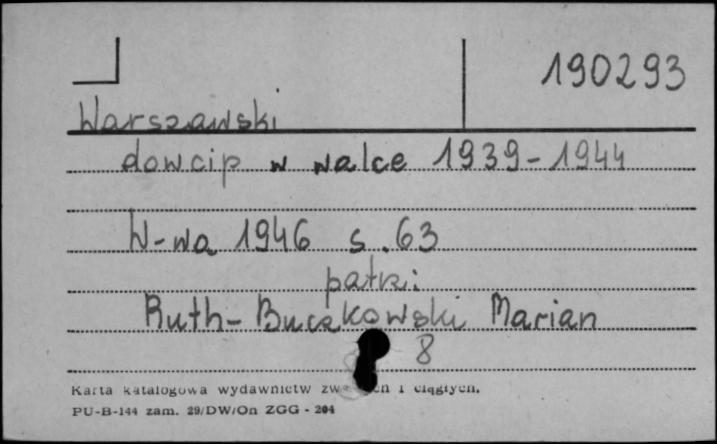 190293
Warszawski
dowcip w walce 1939-1944
W-wa 1946 s. 63
patrz:
Ruth-Buczkowski Marian
8
Karta katalogowa wydawnictw i ciągłych.
PU-B-144 zam. 29/DW/On ZGG - 204